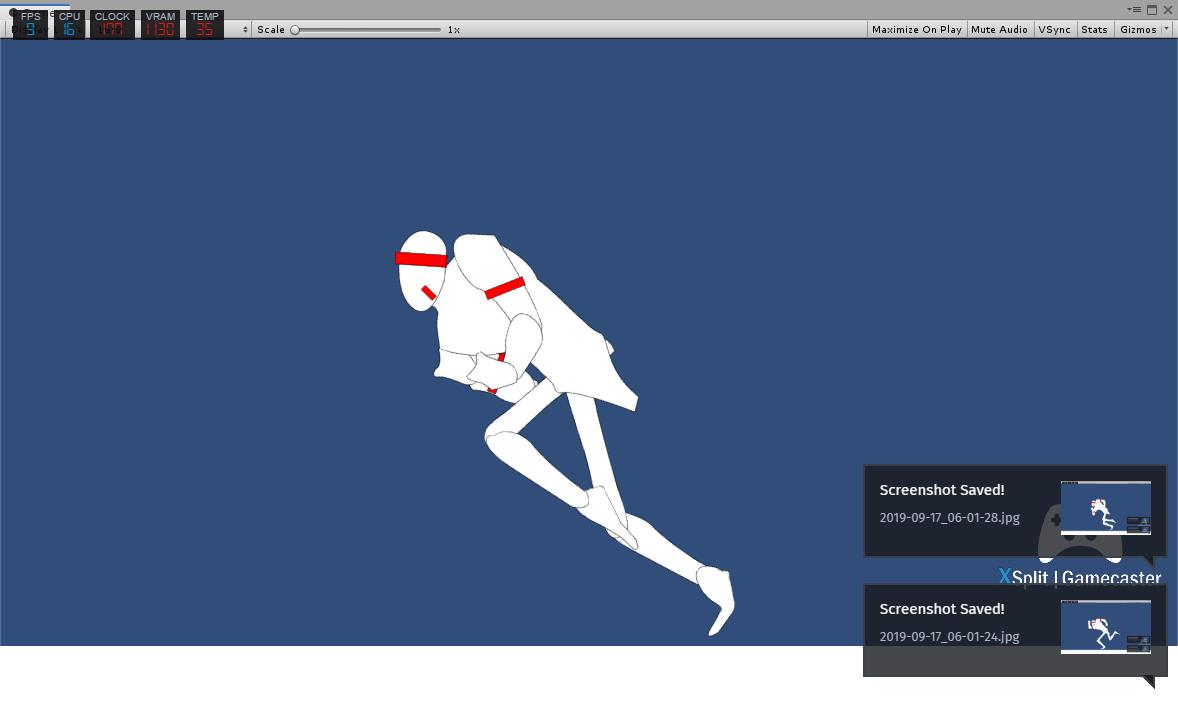 FPS CPU CLOCK VRAM TEMP
9 16 1130 35
Scale 1x Maximize On Play Mute Audio VSync Stats Gizmos
Screenshot Saved!
2019-09-17_06-01-28.jpg
XSplit | Gamecaster
Screenshot Saved!
2019-09-17_06-01-24.jpg